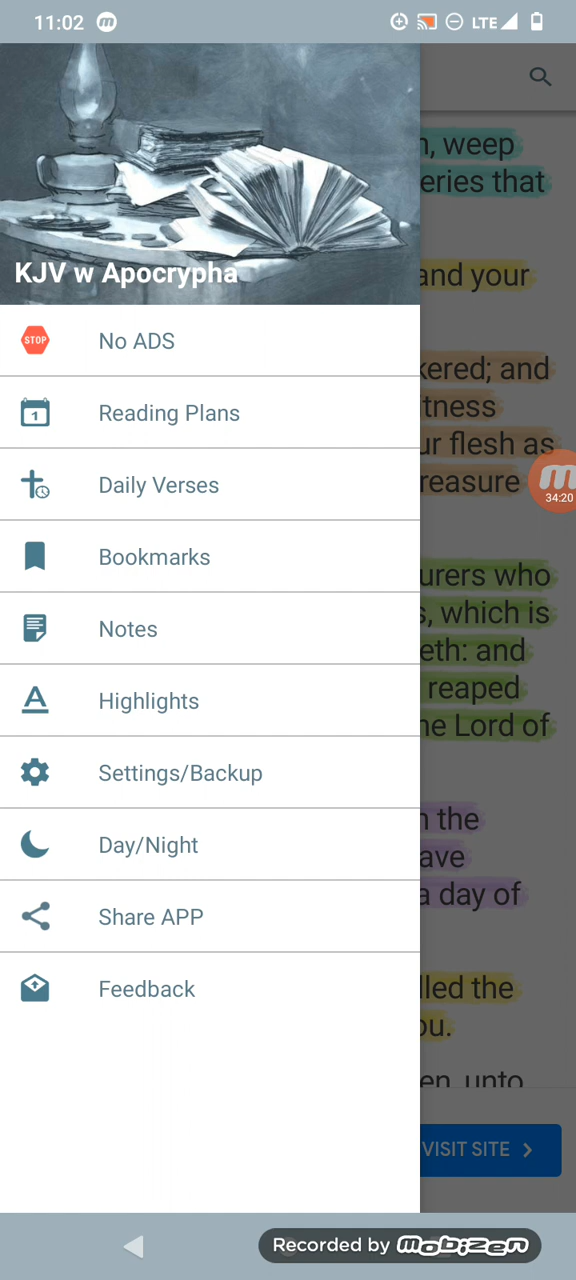 11:02 m LTE
KJV w Apocrypha
STOP No ADS
1 Reading Plans
Daily Verses
Bookmarks
Notes
Highlights
Settings/Backup
Day/Night
Share APP
Feedback
weep
eries that
and your
kered; and
tness
ur flesh as
reasure
34:20
urers who
s, which is
eth: and
reaped
he Lord of
n the
ave
a day of
lled the
ou.
en, unto
VISIT SITE
Recorded by mobizen